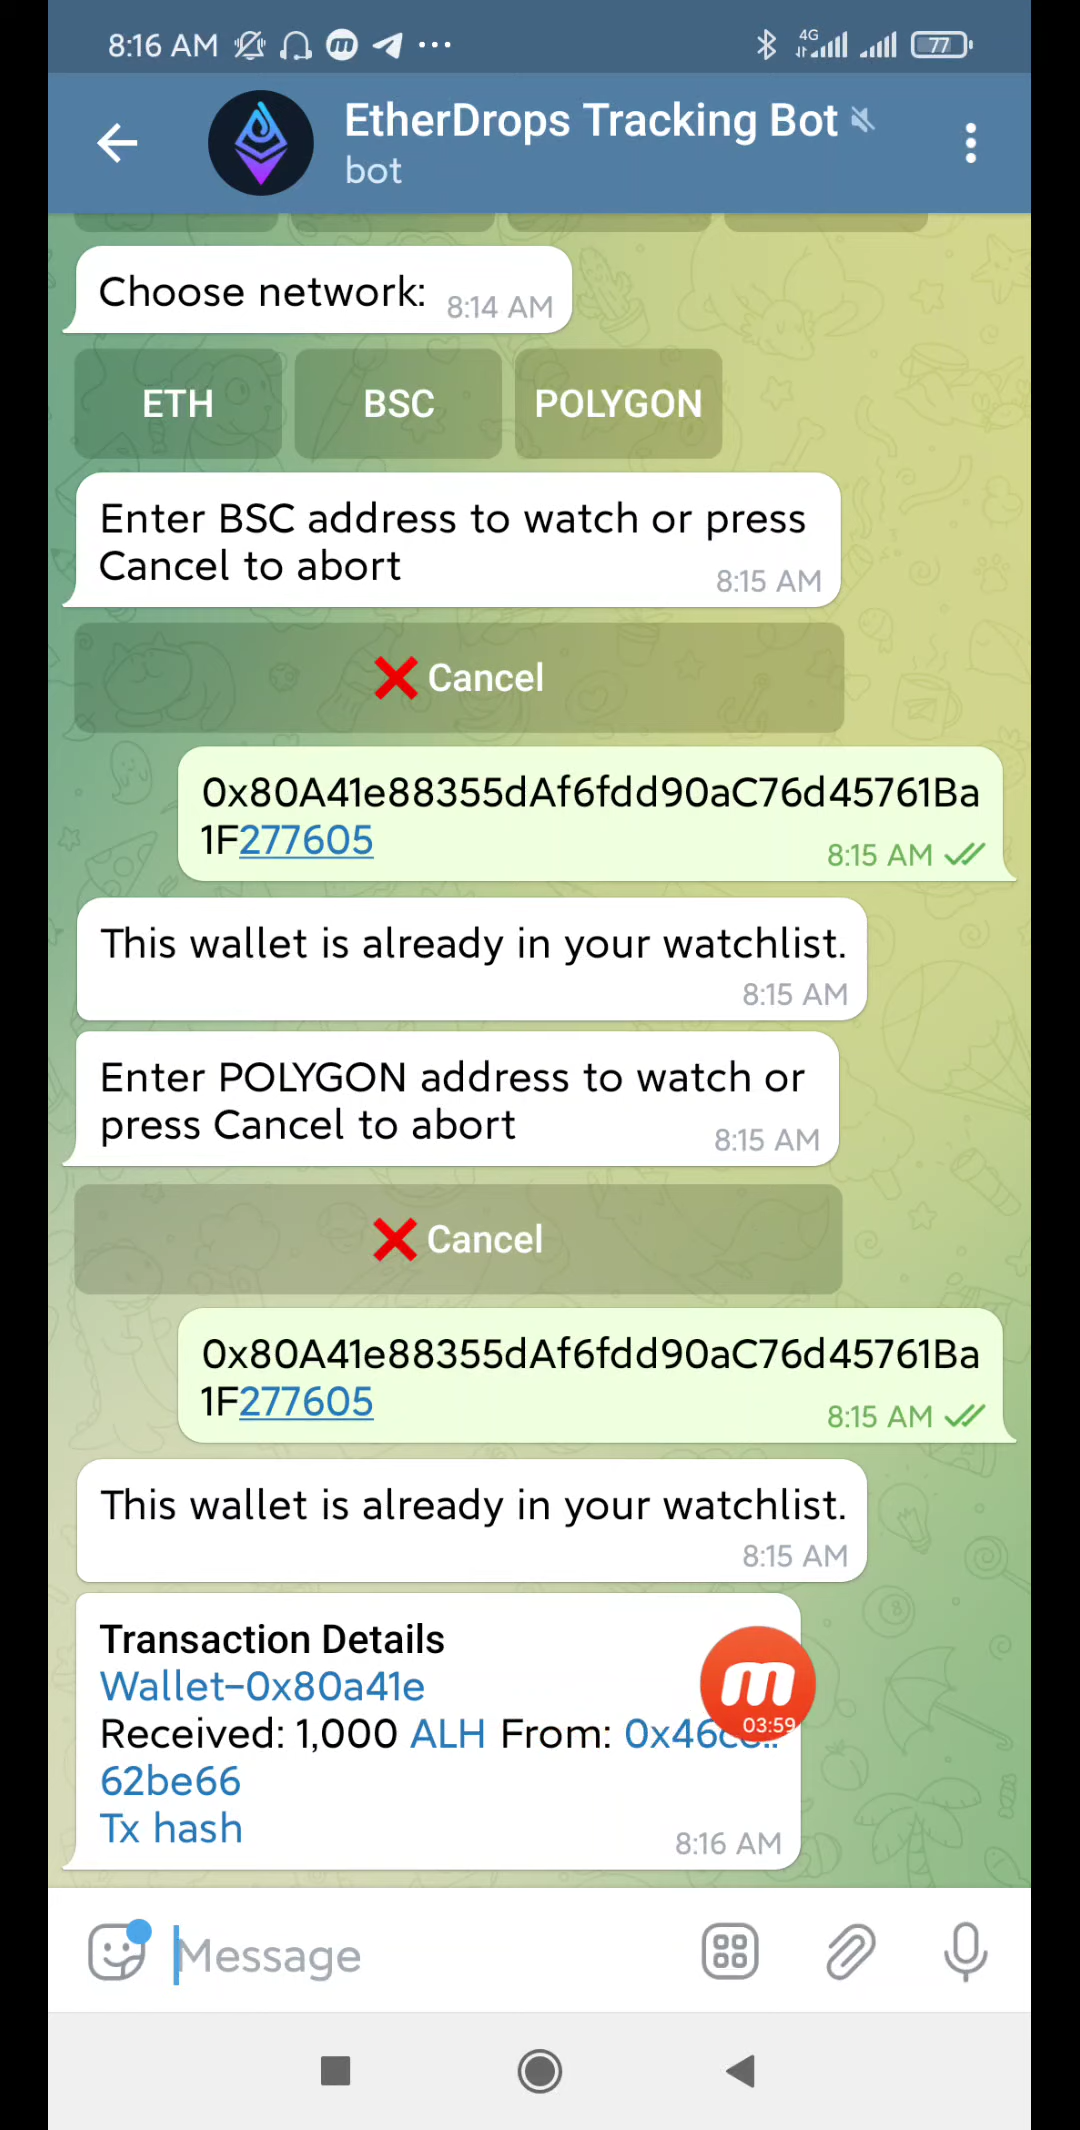 8:16 AM
4G
77
EtherDrops Tracking Bot
bot
Choose network:
8:14 AM
ETH BSC POLYGON
Enter BSC address to watch or press
Cancel to abort
8:15 AM
Cancel
0x80A41e88355dAf6fdd90aC76d45761Ba
1F277605
8:15 AM
This wallet is already in your watchlist.
8:15 AM
Enter POLYGON address to watch or
press Cancel to abort
8:15 AM
Cancel
0x80A41e88355dAf6fdd90aC76d45761Ba
1F277605
8:15 AM
This wallet is already in your watchlist.
8:15 AM
Transaction Details
Wallet-0x80a41e
Received: 1,000 ALH From:
03:59
62be66
Tx hash
8:16 AM
Message